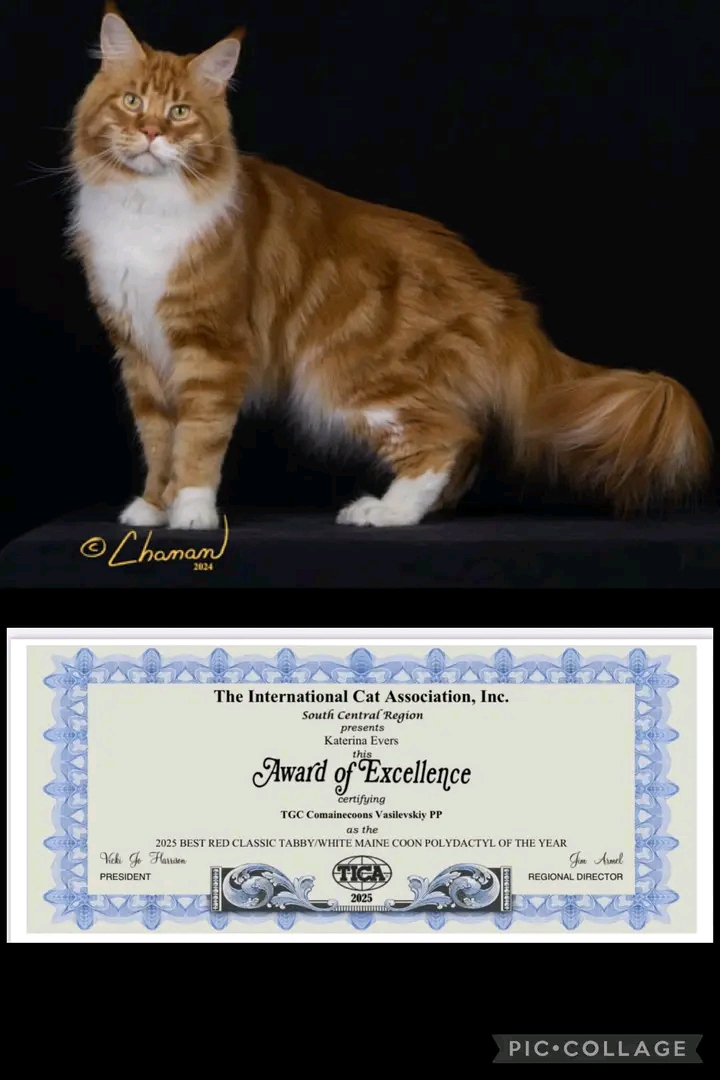 © Chanan
2024
The International Cat Association, Inc.
South Central Region
presents
Katerina Evers
this
Award of Excellence
certifying
TGC Comainecoons Vasilevskiy PP
as the
2025 BEST RED CLASSIC TABBY/WHITE MAINE COON POLYDACTYL OF THE YEAR
Vicki Jo Harrison
Jim Armel
PRESIDENT
REGIONAL DIRECTOR
TICA
2025
PIC•COLLAGE